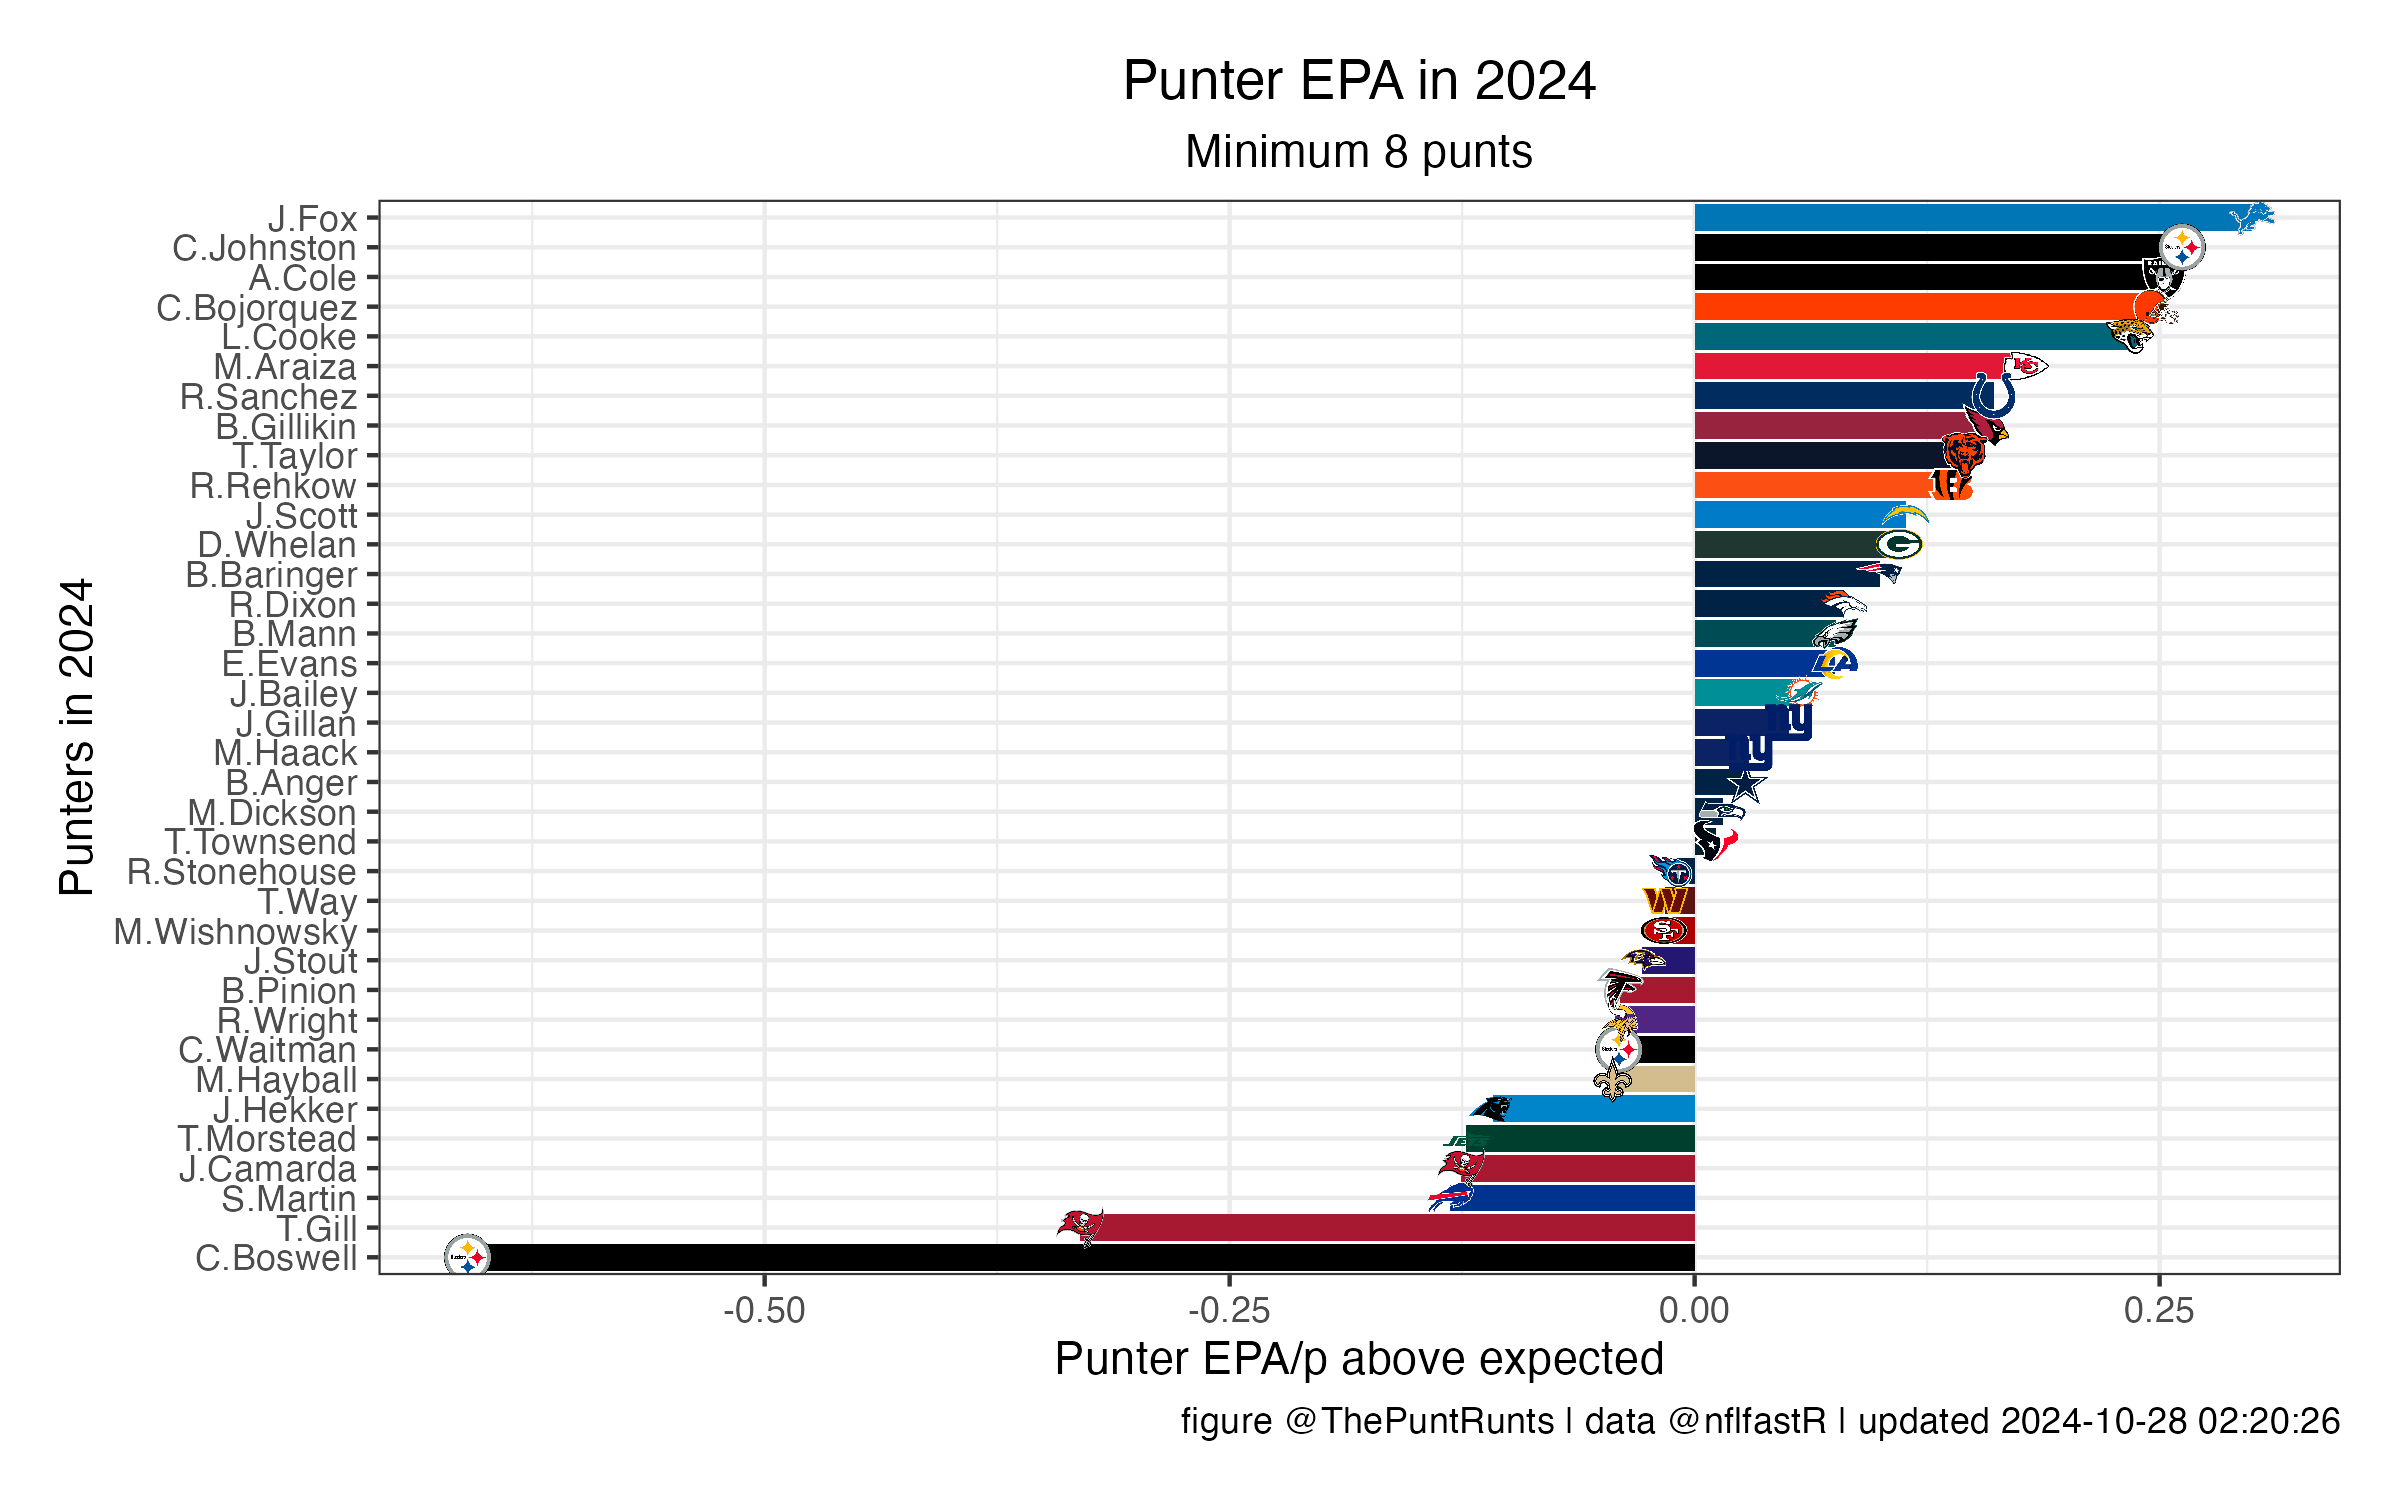 Punter EPA in 2024
Minimum 8 punts
J.Fox
C.Johnston
A.Cole
C.Bojorquez
L.Cooke
M.Araiza
R.Sanchez
B.Gillikin
T.Taylor
R.Rehkow
J.Scott
D.Whelan
B.Baringer
R.Dixon
B.Mann
E.Evans
J.Bailey
J.Gillan
M.Haack
B.Anger
M.Dickson
T.Townsend
R.Stonehouse
T.Way
M.Wishnowsky
J.Stout
B.Pinion
R.Wright
C.Waitman
M.Hayball
J.Hekker
T.Morstead
J.Camarda
S.Martin
T.Gill
C.Boswell
Punters in 2024
-0.50 -0.25 0.00 0.25
Punter EPA/p above expected
figure @ThePuntRunts | data @nflfastR | updated 2024-10-28 02:20:26